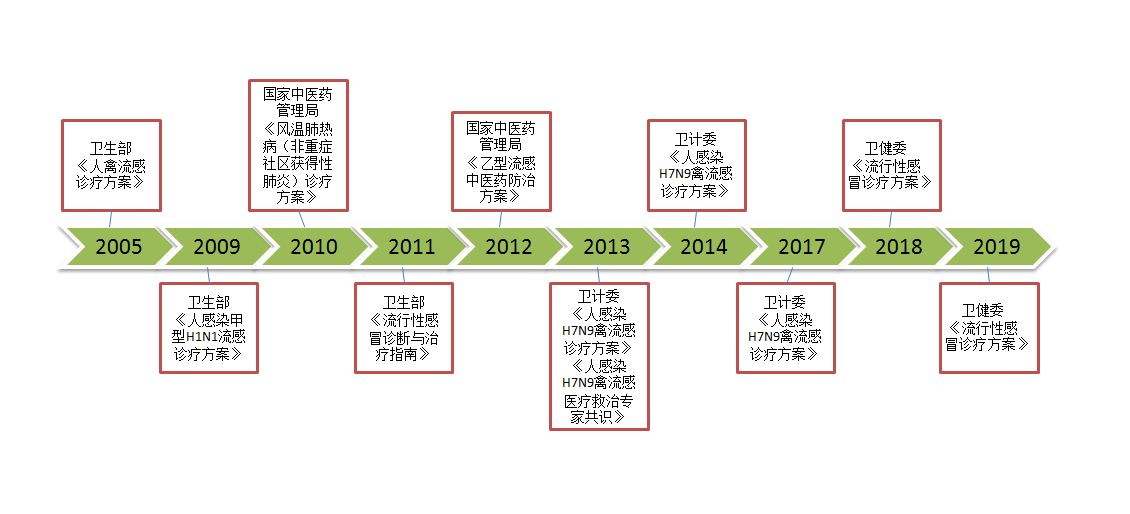 国家中医药
管理局
《风温肺热
病（非重症
社区获得性
肺炎）诊疗
方案》
国家中医药
管理局
《乙型流感
中医药防治
方案》
卫生部
《人禽流感
诊疗方案》
卫计委
《人感染
H7N9禽流感
诊疗方案》
卫健委
《流行性感
冒诊疗方案》
2005
2009
2010
2011
2012
2013
2014
2017
2018
2019
卫生部
《人感染甲
型H1N1流感
诊疗方案》
卫生部
《流行性感
冒诊断与治
疗指南》
卫计委
《人感染
H7N9禽流感
诊疗方案》
《人感染
H7N9禽流感
医疗救治专
家共识》
卫计委
《人感染
H7N9禽流感
诊疗方案》
卫健委
《流行性感
冒诊疗方案》